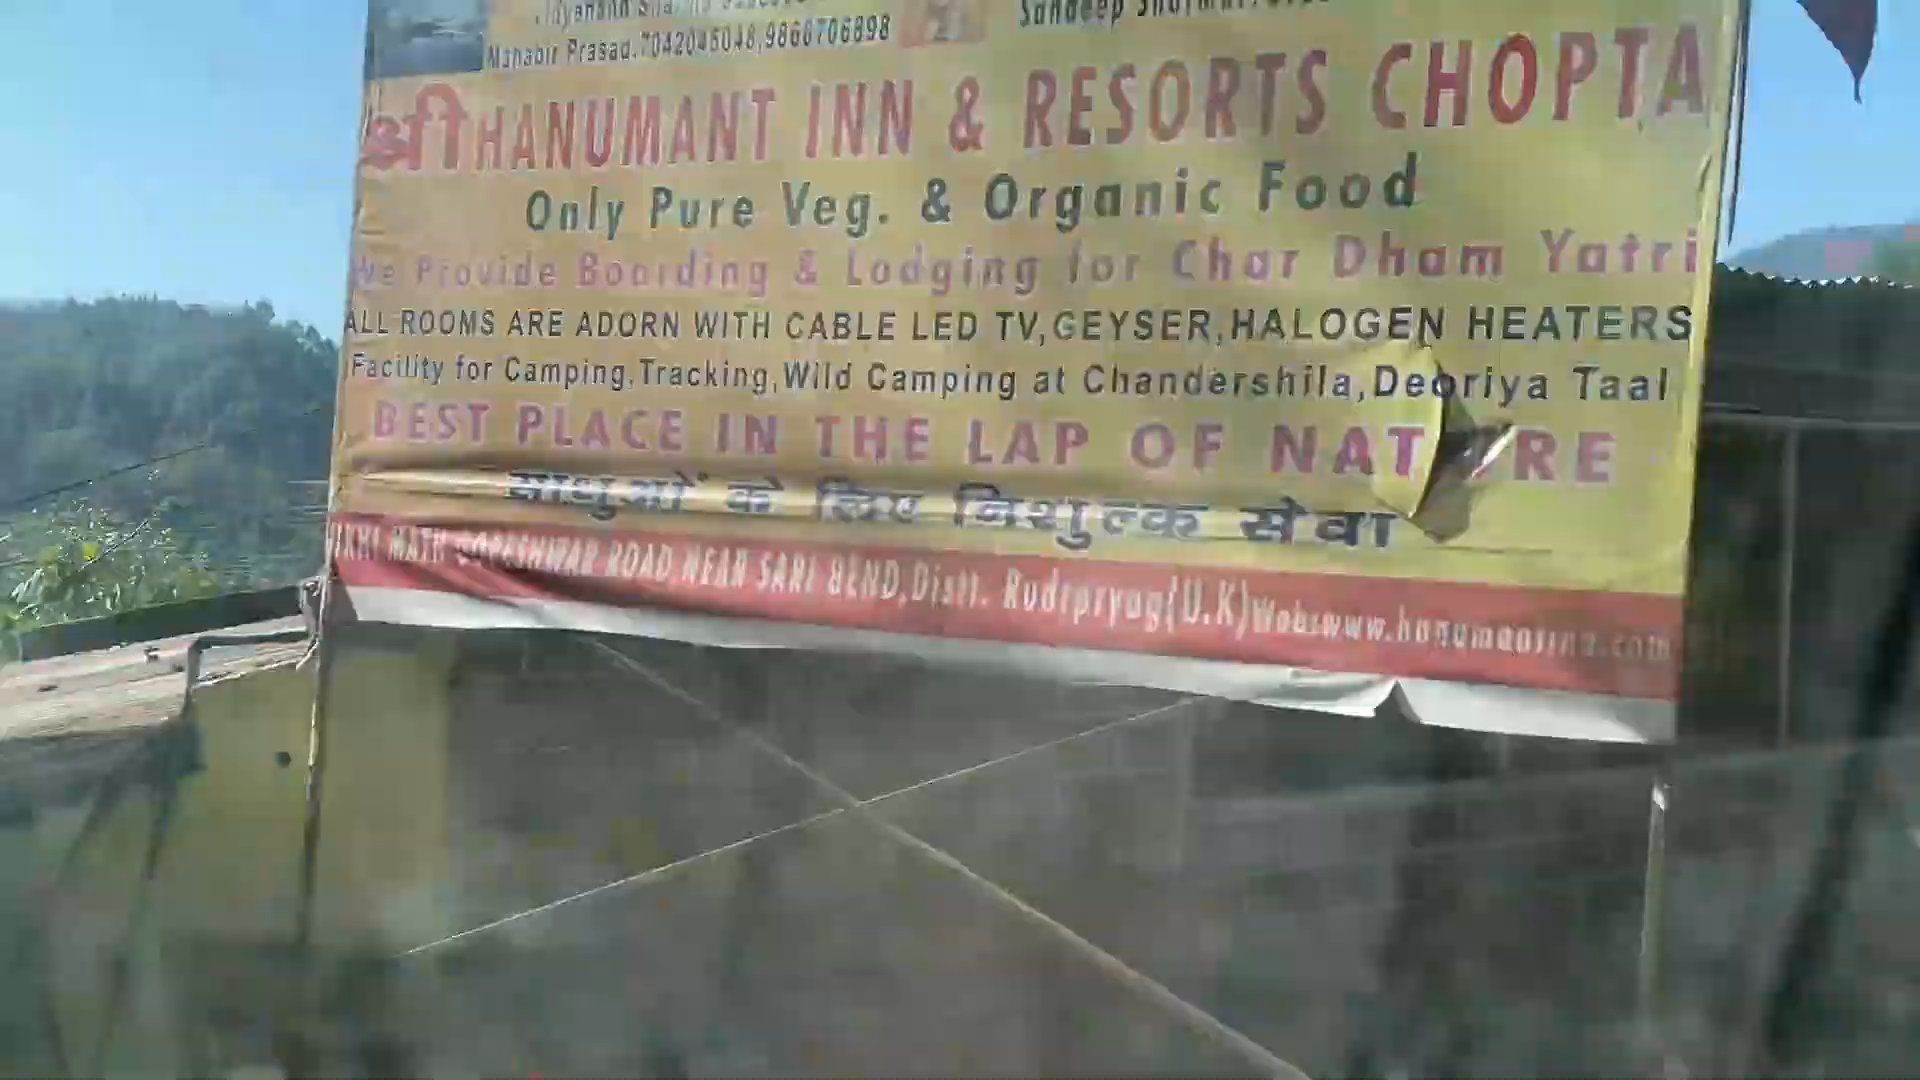 Mahabir Prasad.7042045048,9868706898
Sandeep
श्री HANUMANT INN & RESORTS CHOPTA
Only Pure Veg. & Organic Food
We Provide Boarding & Lodging for Char Dham Yatri
ALL ROOMS ARE ADORN WITH CABLE LED TV,GEYSER,HALOGEN HEATERS
Facility for Camping,Tracking,Wild Camping at Chandershila,Deoriya Taal
BEST PLACE IN THE LAP OF NATURE
साधुओं के लिए निशुल्क सेवा
MATH GOPESHWAR ROAD NEAR SARI BEND,Distt. Rudrpryag(U.K)